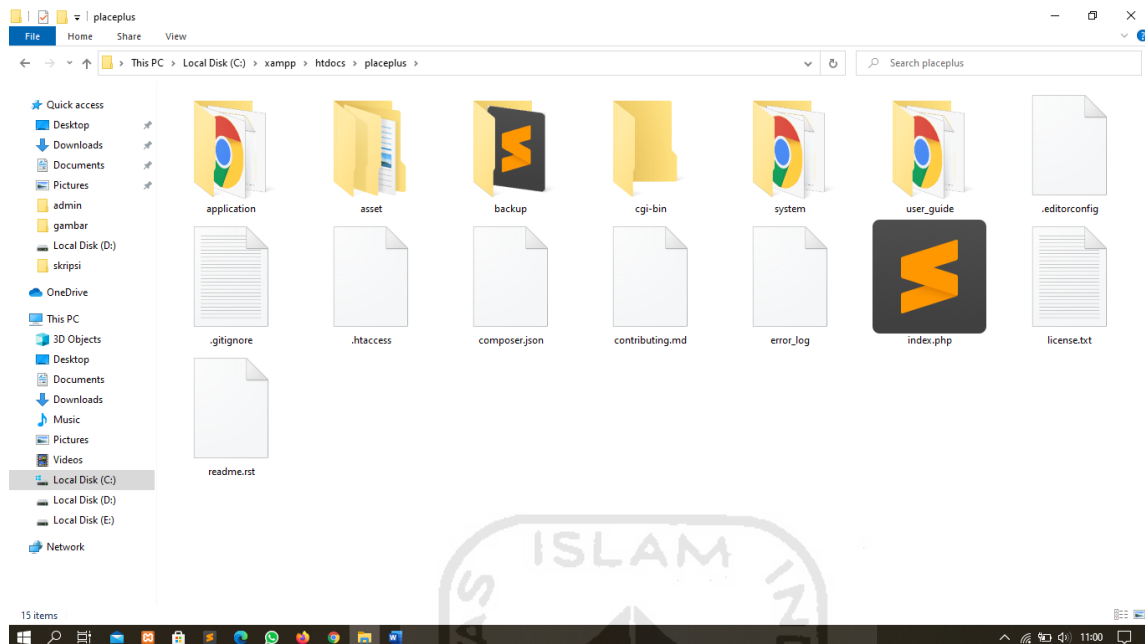 placeplus
File Home Share View
This PC > Local Disk (C:) > xampp > htdocs > placeplus >
Search placeplus
Quick access
Desktop
Downloads
Documents
Pictures
admin
gambar
Local Disk (D:)
skripsi
OneDrive
This PC
3D Objects
Desktop
Documents
Downloads
Music
Pictures
Videos
Local Disk (C:)
Local Disk (D:)
Local Disk (E:)
Network
application asset backup cgi-bin system user_guide .editorconfig
.gitignore .htaccess composer.json contributing.md error_log index.php license.txt
readme.rst
ISLAM
15 items
11:00